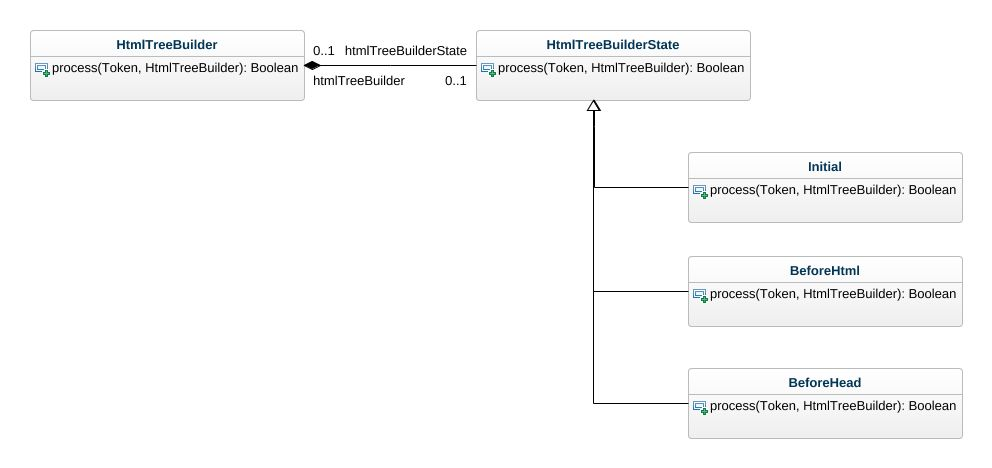 HtmlTreeBuilder
process(Token, HtmlTreeBuilder): Boolean
0..1 htmlTreeBuilderState
htmlTreeBuilder 0..1
HtmlTreeBuilderState
process(Token, HtmlTreeBuilder): Boolean
Initial
process(Token, HtmlTreeBuilder): Boolean
BeforeHtml
process(Token, HtmlTreeBuilder): Boolean
BeforeHead
process(Token, HtmlTreeBuilder): Boolean